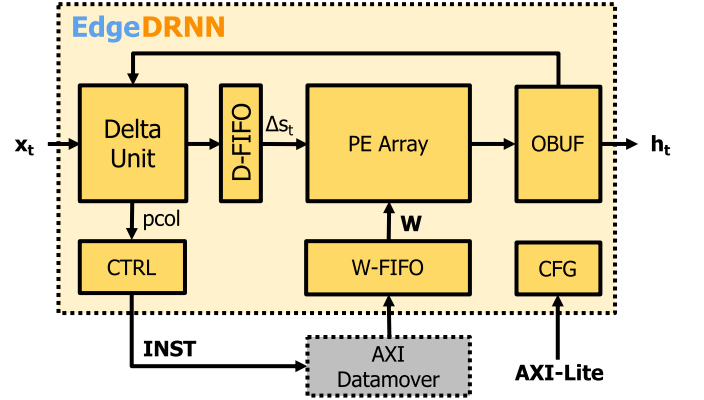 EdgeDRNN
xₜ
Delta
Unit
D-FIFO
Δsₜ
PE Array
OBUF
hₜ
pcol
W
CTRL
W-FIFO
CFG
INST
AXI
Datamover
AXI-Lite